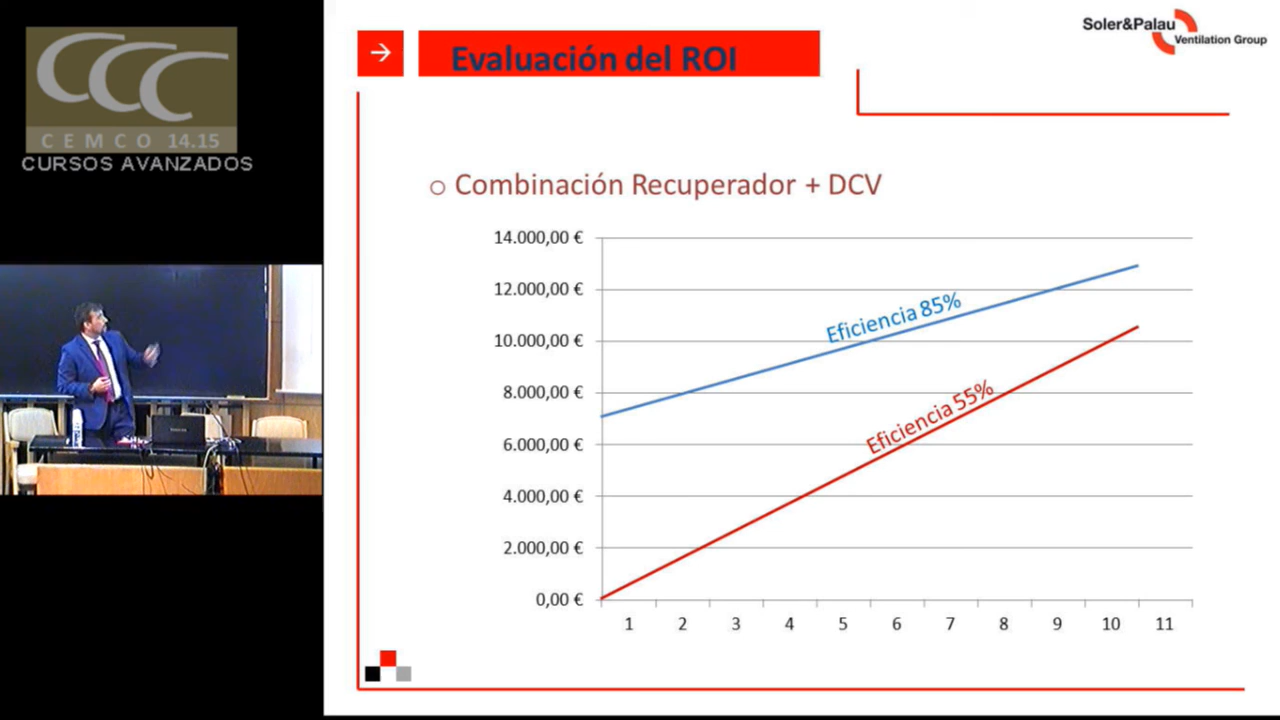 CCC
CEMCO 14.15
CURSOS AVANZADOS
Soler&Palau
Ventilation Group
→ Evaluación del ROI
○ Combinación Recuperador + DCV
14.000,00 €
12.000,00 €
10.000,00 €
8.000,00 €
6.000,00 €
4.000,00 €
2.000,00 €
0,00 €
Eficiencia 85%
Eficiencia 55%
1 2 3 4 5 6 7 8 9 10 11